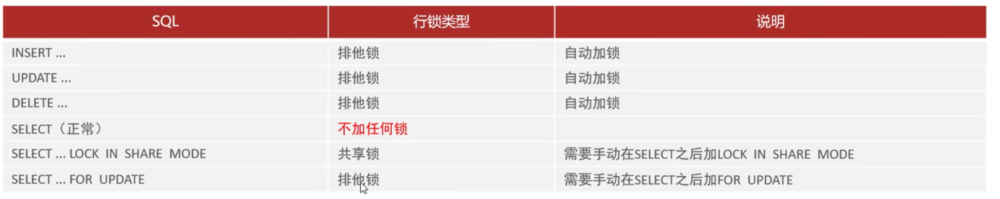 SQL 行锁类型 说明
INSERT ... 排他锁 自动加锁
UPDATE ... 排他锁 自动加锁
DELETE ... 排他锁 自动加锁
SELECT（正常） 不加任何锁
SELECT ... LOCK IN SHARE MODE 共享锁 需要手动在SELECT之后加LOCK IN SHARE MODE
SELECT ... FOR UPDATE 排他锁 需要手动在SELECT之后加FOR UPDATE